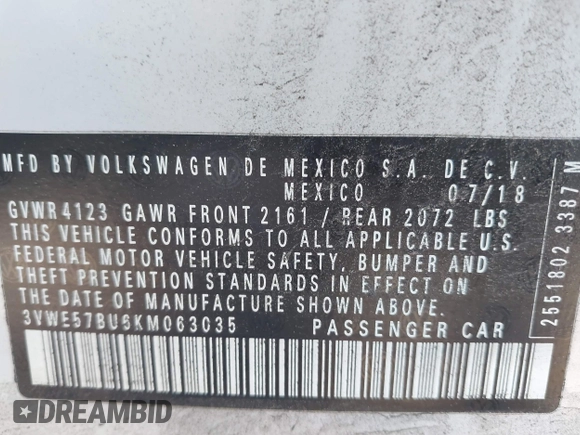 MFD BY VOLKSWAGEN DE MEXICO S.A. DE C.V.
MEXICO 07/18
GVWR 4123 GAWR FRONT 2161 / REAR 2072 LBS
THIS VEHICLE CONFORMS TO ALL APPLICABLE U.S.
FEDERAL MOTOR VEHICLE SAFETY, BUMPER AND
THEFT PREVENTION STANDARDS IN EFFECT ON
THE DATE OF MANUFACTURE SHOWN ABOVE.
3VWE57BU6KM063035 PASSENGER CAR
2551802 3387 M
DREAMBID